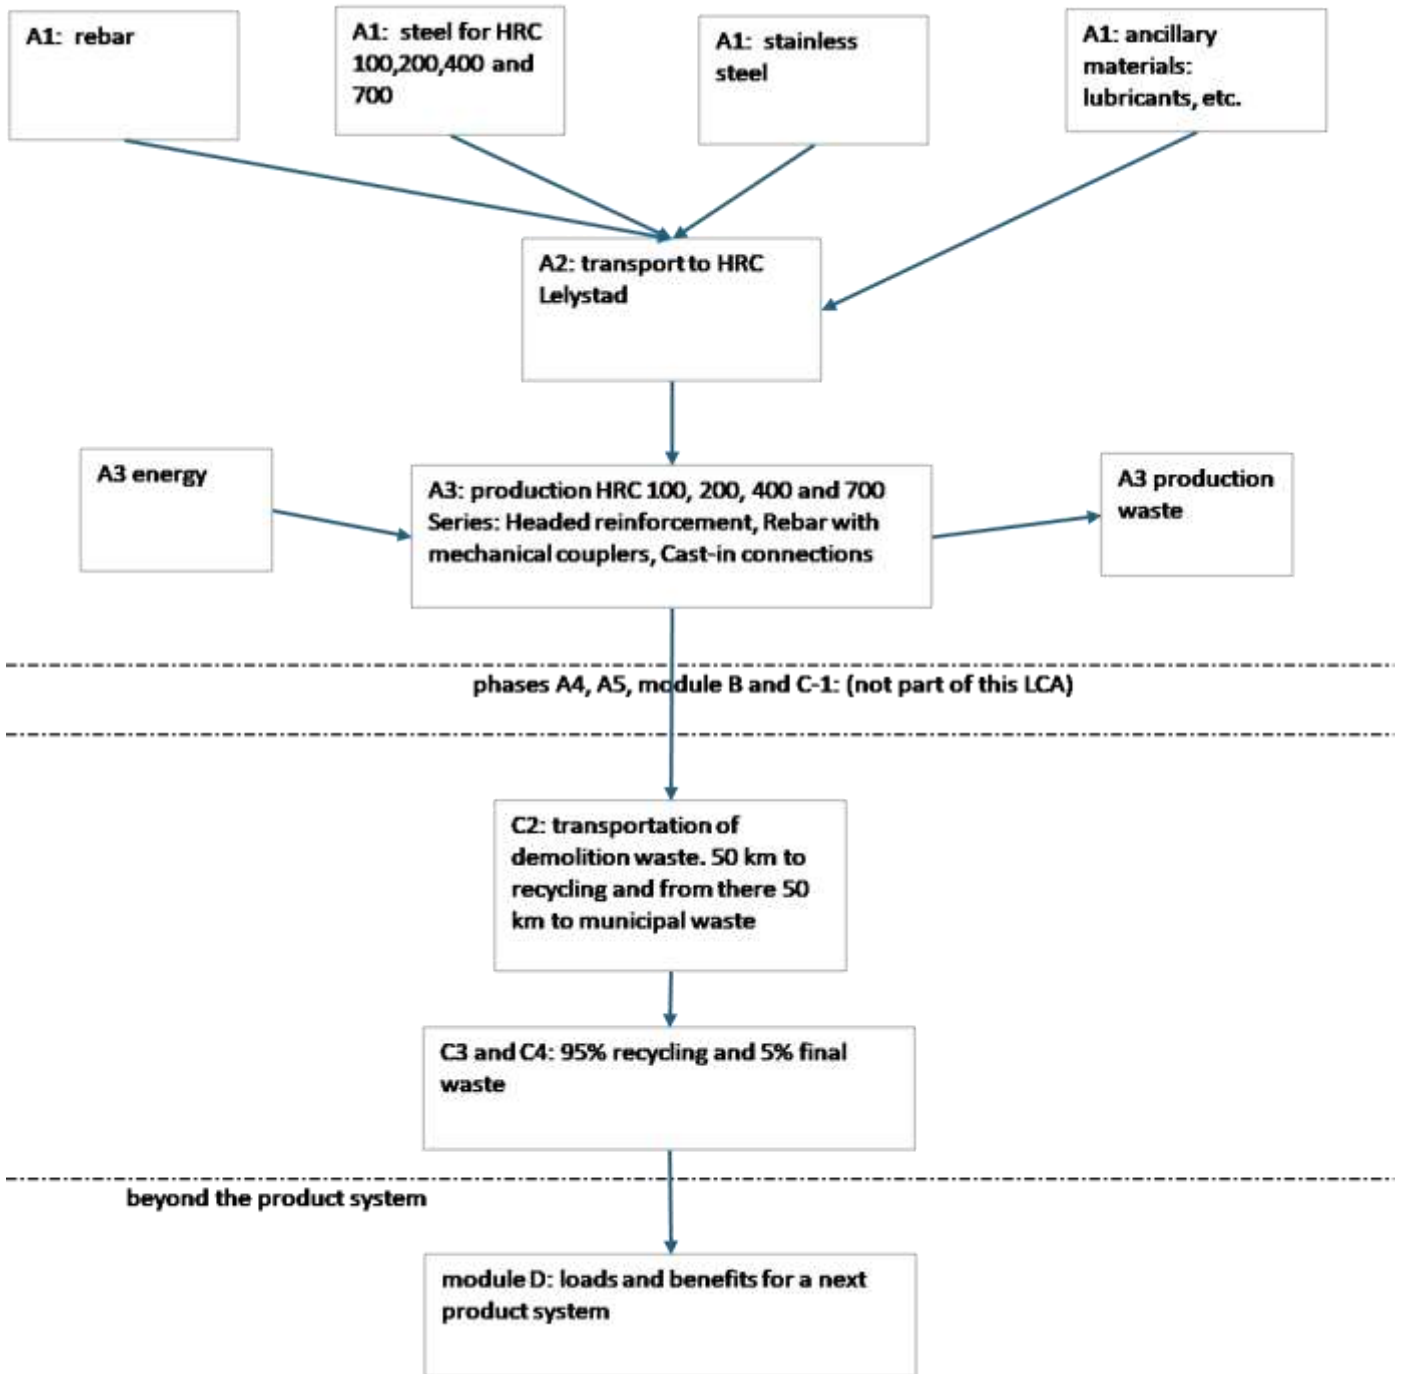 A1: rebar
A1: steel for HRC
100,200,400 and
700
A1: stainless
steel
A1: ancillary
materials:
lubricants, etc.
A2: transport to HRC
Lelystad
A3 energy
A3: production HRC 100, 200, 400 and 700
Series: Headed reinforcement, Rebar with
mechanical couplers, Cast-in connections
A3 production
waste
phases A4, A5, module B and C-1: (not part of this LCA)
C2: transportation of
demolition waste. 50 km to
recycling and from there 50
km to municipal waste
C3 and C4: 95% recycling and 5% final
waste
beyond the product system
module D: loads and benefits for a next
product system